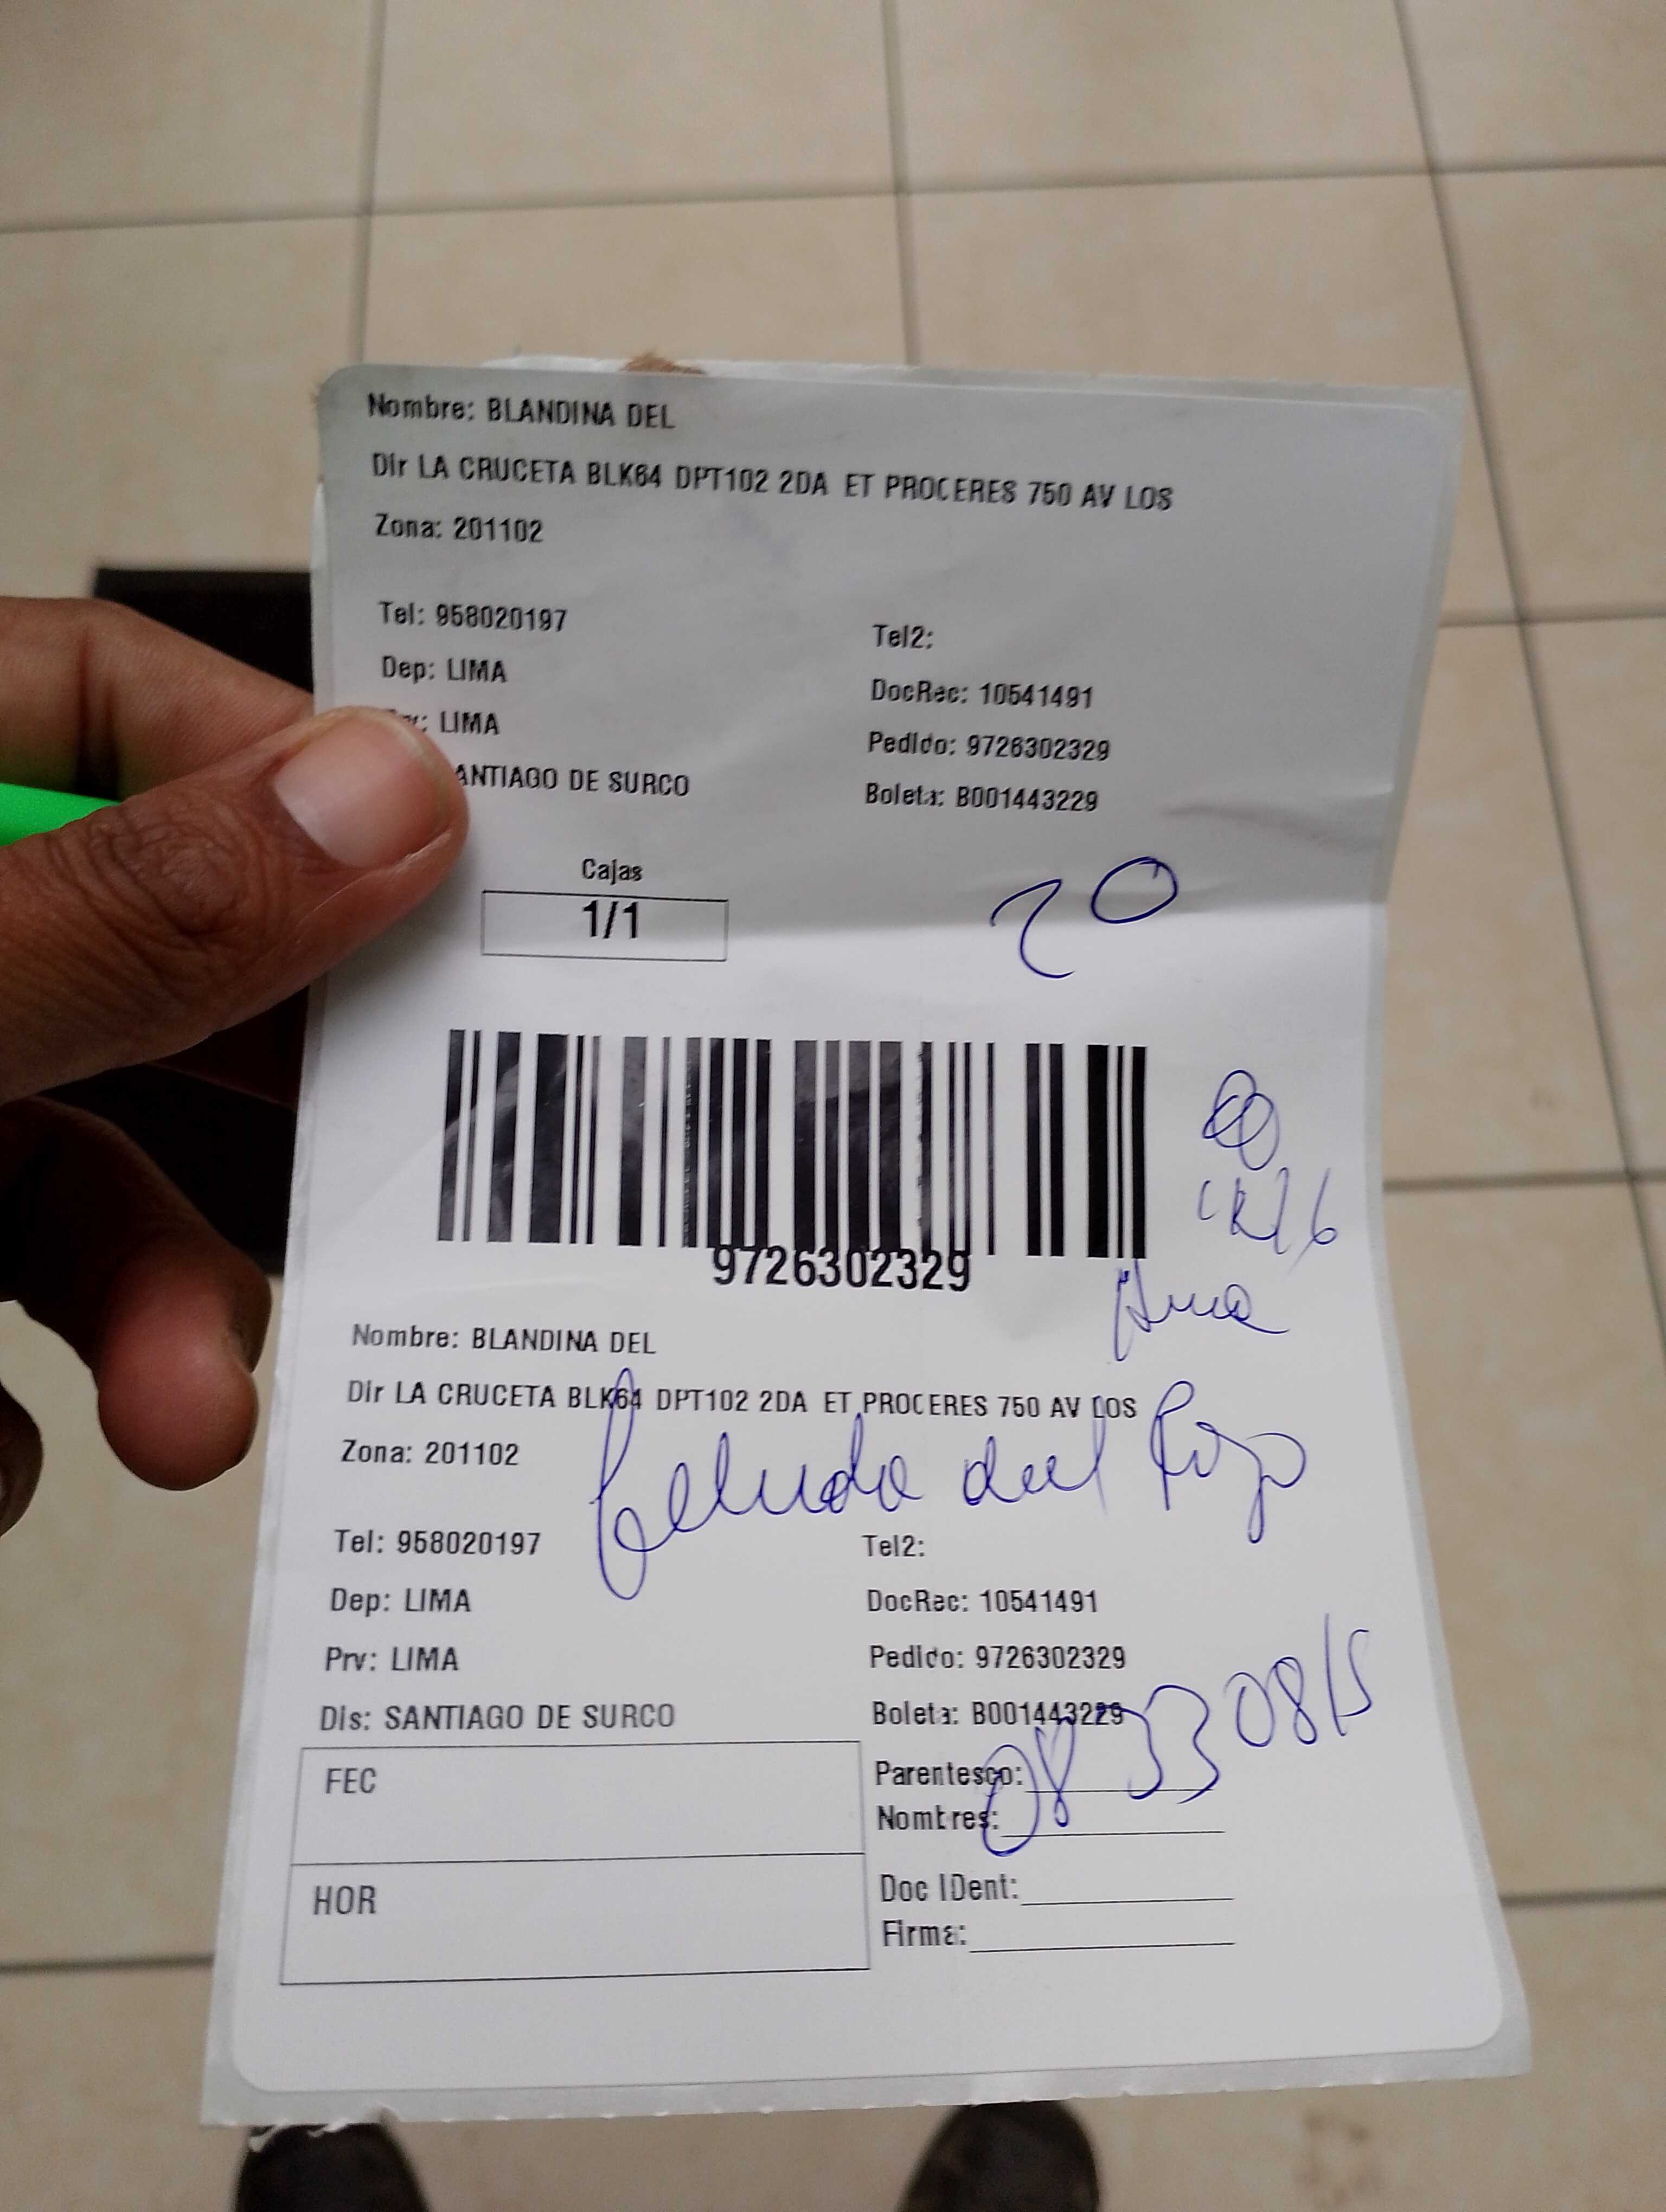 Nombre: BLANDINA DEL
Dir LA CRUCETA BLK64 DPT102 2DA ET PROCERES 750 AV LOS
Zona: 201102
Tel: 958020197
Tel2:
Dep: LIMA
DocRec: 10541491
LIMA
Pedido: 9726302329
ANTIAGO DE SURCO
Boleta: B001443229
Cajas
1/1
20
9726302329
Nombre: BLANDINA DEL
Dir LA CRUCETA BLK64 DPT102 2DA ET PROCERES 750 AV LOS
Zona: 201102
del
Tel: 958020197
Tel2:
Dep: LIMA
DocRec: 10541491
Prv: LIMA
Pedido: 9726302329
Dis: SANTIAGO DE SURCO
Boleta: B001443229
08/5
FEC
Parentesco:
Nombres:
HOR
Doc IDent:
Firma: